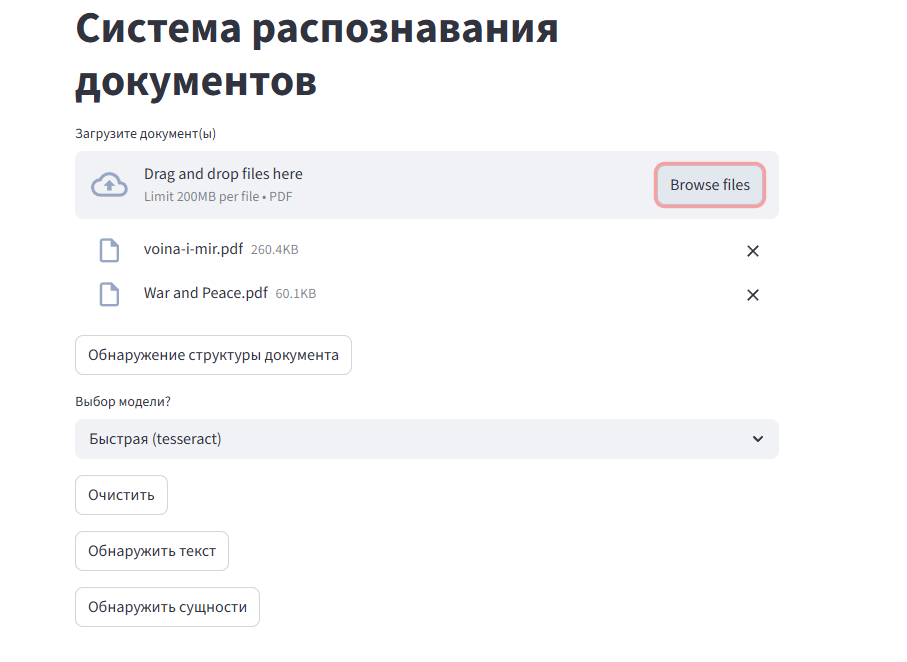 Система распознавания
документов
Загрузите документ(ы)
Drag and drop files here
Limit 200MB per file • PDF
Browse files
voina-i-mir.pdf 260.4KB
War and Peace.pdf 60.1KB
Обнаружение структуры документа
Выбор модели?
Быстрая (tesseract)
Очистить
Обнаружить текст
Обнаружить сущности